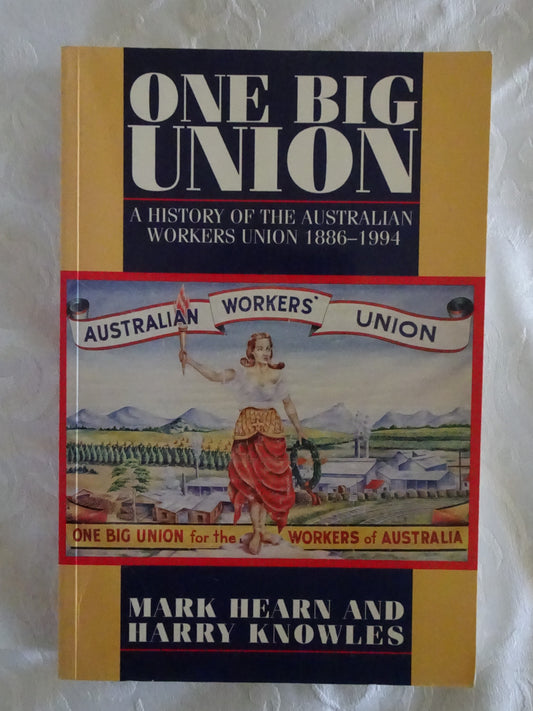 ONE BIG
UNION
A HISTORY OF THE AUSTRALIAN
WORKERS UNION 1886–1994
AUSTRALIAN WORKERS' UNION
ONE BIG UNION for the WORKERS of AUSTRALIA
MARK HEARN AND
HARRY KNOWLES